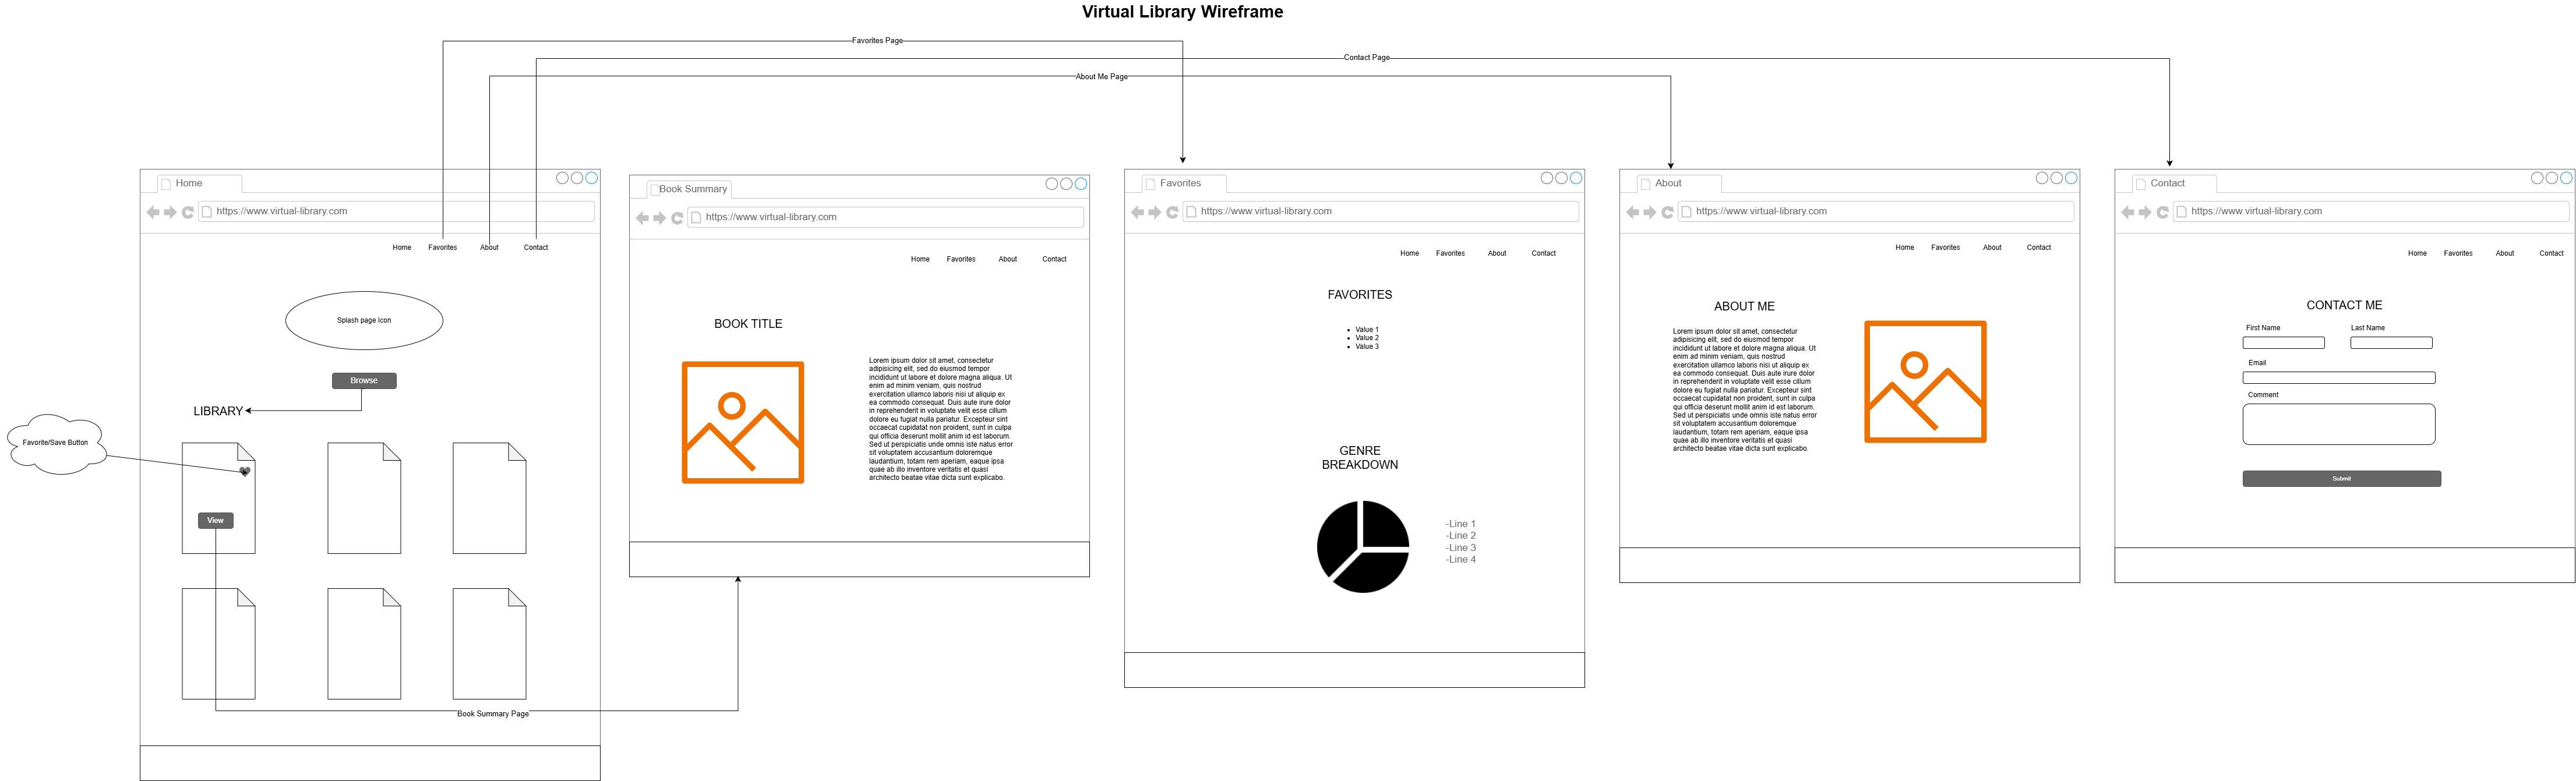 Virtual Library Wireframe
Favorites Page
Contact Page
About Me Page
Home
https://www.virtual-library.com
Home Favorites About Contact
Splash page Icon
Browse
LIBRARY
Favorite/Save Button
View
Book Summary Page
Book Summary
https://www.virtual-library.com
Home Favorites About Contact
BOOK TITLE
Lorem ipsum dolor sit amet, consectetur
adipisicing elit, sed do eiusmod tempor
incididunt ut labore et dolore magna aliqua. Ut
enim ad minim veniam, quis nostrud
exercitation ullamco laboris nisi ut aliquip ex
ea commodo consequat. Duis aute irure dolor
in reprehenderit in voluptate velit esse cillum
dolore eu fugiat nulla pariatur. Excepteur sint
occaecat cupidatat non proident, sunt in culpa
qui officia deserunt mollit anim id est laborum.
Sed ut perspiciatis unde omnis iste natus error
sit voluptatem accusantium doloremque
laudantium, totam rem aperiam, eaque ipsa
quae ab illo inventore veritatis et quasi
architecto beatae vitae dicta sunt explicabo.
Favorites
https://www.virtual-library.com
Home Favorites About Contact
FAVORITES
Value 1
Value 2
Value 3
GENRE
BREAKDOWN
-Line 1
-Line 2
-Line 3
-Line 4
About
https://www.virtual-library.com
Home Favorites About Contact
ABOUT ME
Lorem ipsum dolor sit amet, consectetur
adipisicing elit, sed do eiusmod tempor
incididunt ut labore et dolore magna aliqua. Ut
enim ad minim veniam, quis nostrud
exercitation ullamco laboris nisi ut aliquip ex
ea commodo consequat. Duis aute irure dolor
in reprehenderit in voluptate velit esse cillum
dolore eu fugiat nulla pariatur. Excepteur sint
occaecat cupidatat non proident, sunt in culpa
qui officia deserunt mollit anim id est laborum.
Sed ut perspiciatis unde omnis iste natus error
sit voluptatem accusantium doloremque
laudantium, totam rem aperiam, eaque ipsa
quae ab illo inventore veritatis et quasi
architecto beatae vitae dicta sunt explicabo.
Contact
https://www.virtual-library.com
Home Favorites About Contact
CONTACT ME
First Name Last Name
Email
Comment
Submit